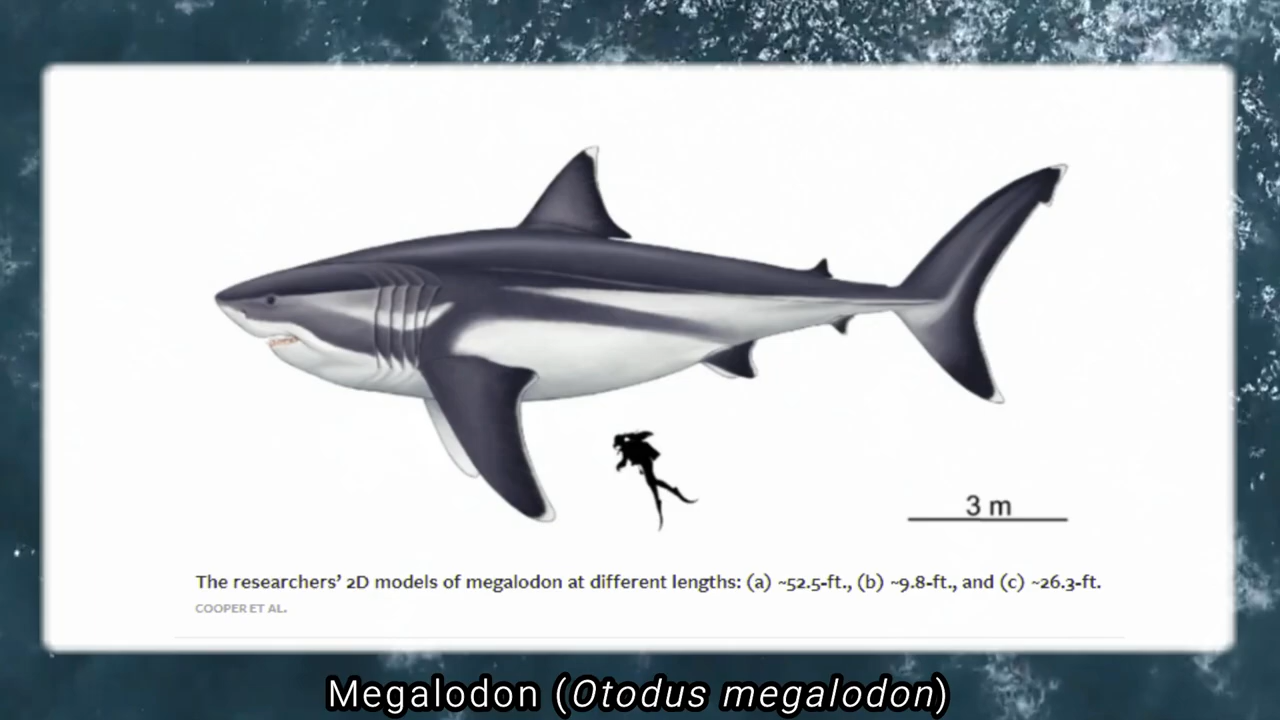 3 m
The researchers’ 2D models of megalodon at different lengths: (a) ~52.5-ft., (b) ~9.8-ft., and (c) ~26.3-ft.
COOPER ET AL.
Megalodon (Otodus megalodon)